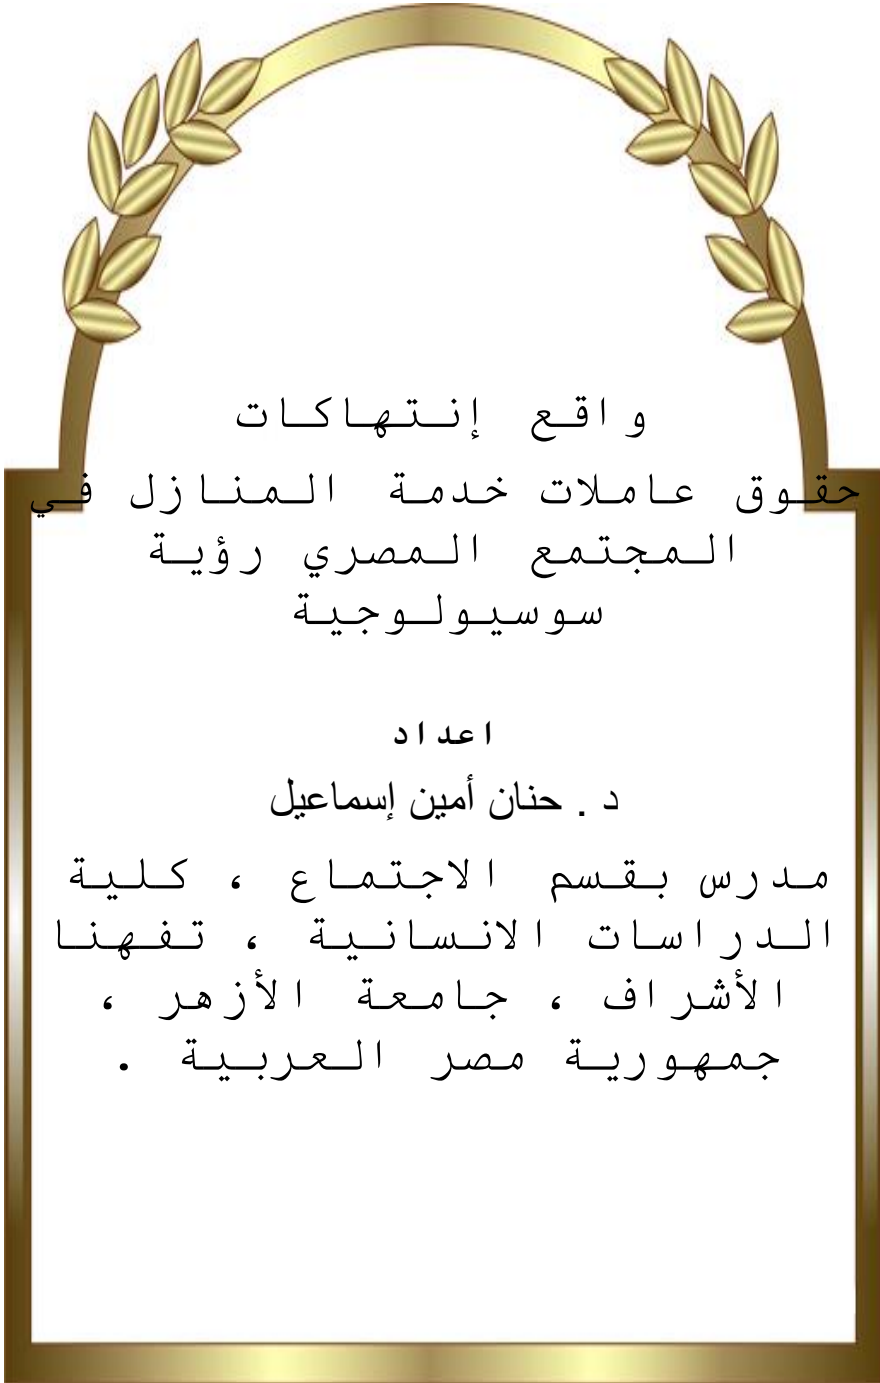 واقع إنتهاكات
حقوق عاملات خدمة المنازل في
المجتمع المصري رؤية
سوسيولوجية
اعداد
د . حنان أمين إسماعيل
مدرس بقسم الاجتماع ، كلية
الدراسات الانسانية ، تفهنا
الأشراف ، جامعة الأزهر ،
جمهورية مصر العربية .